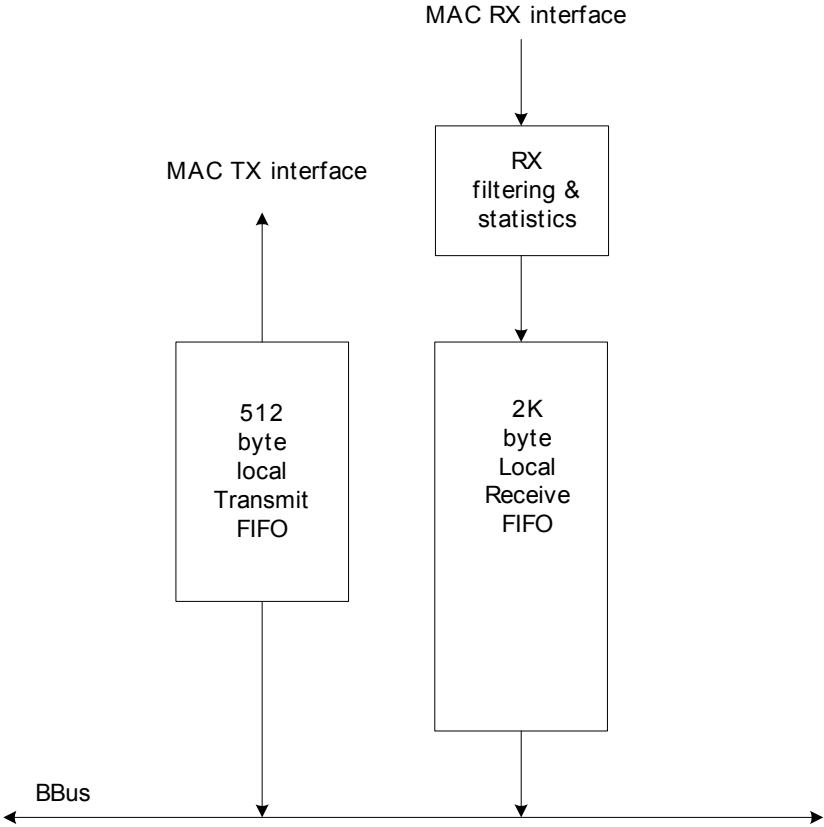 MAC RX interface
RX
filtering &
statistics
MAC TX interface
512
byte
local
Transmit
FIFO
2K
byte
Local
Receive
FIFO
BBus